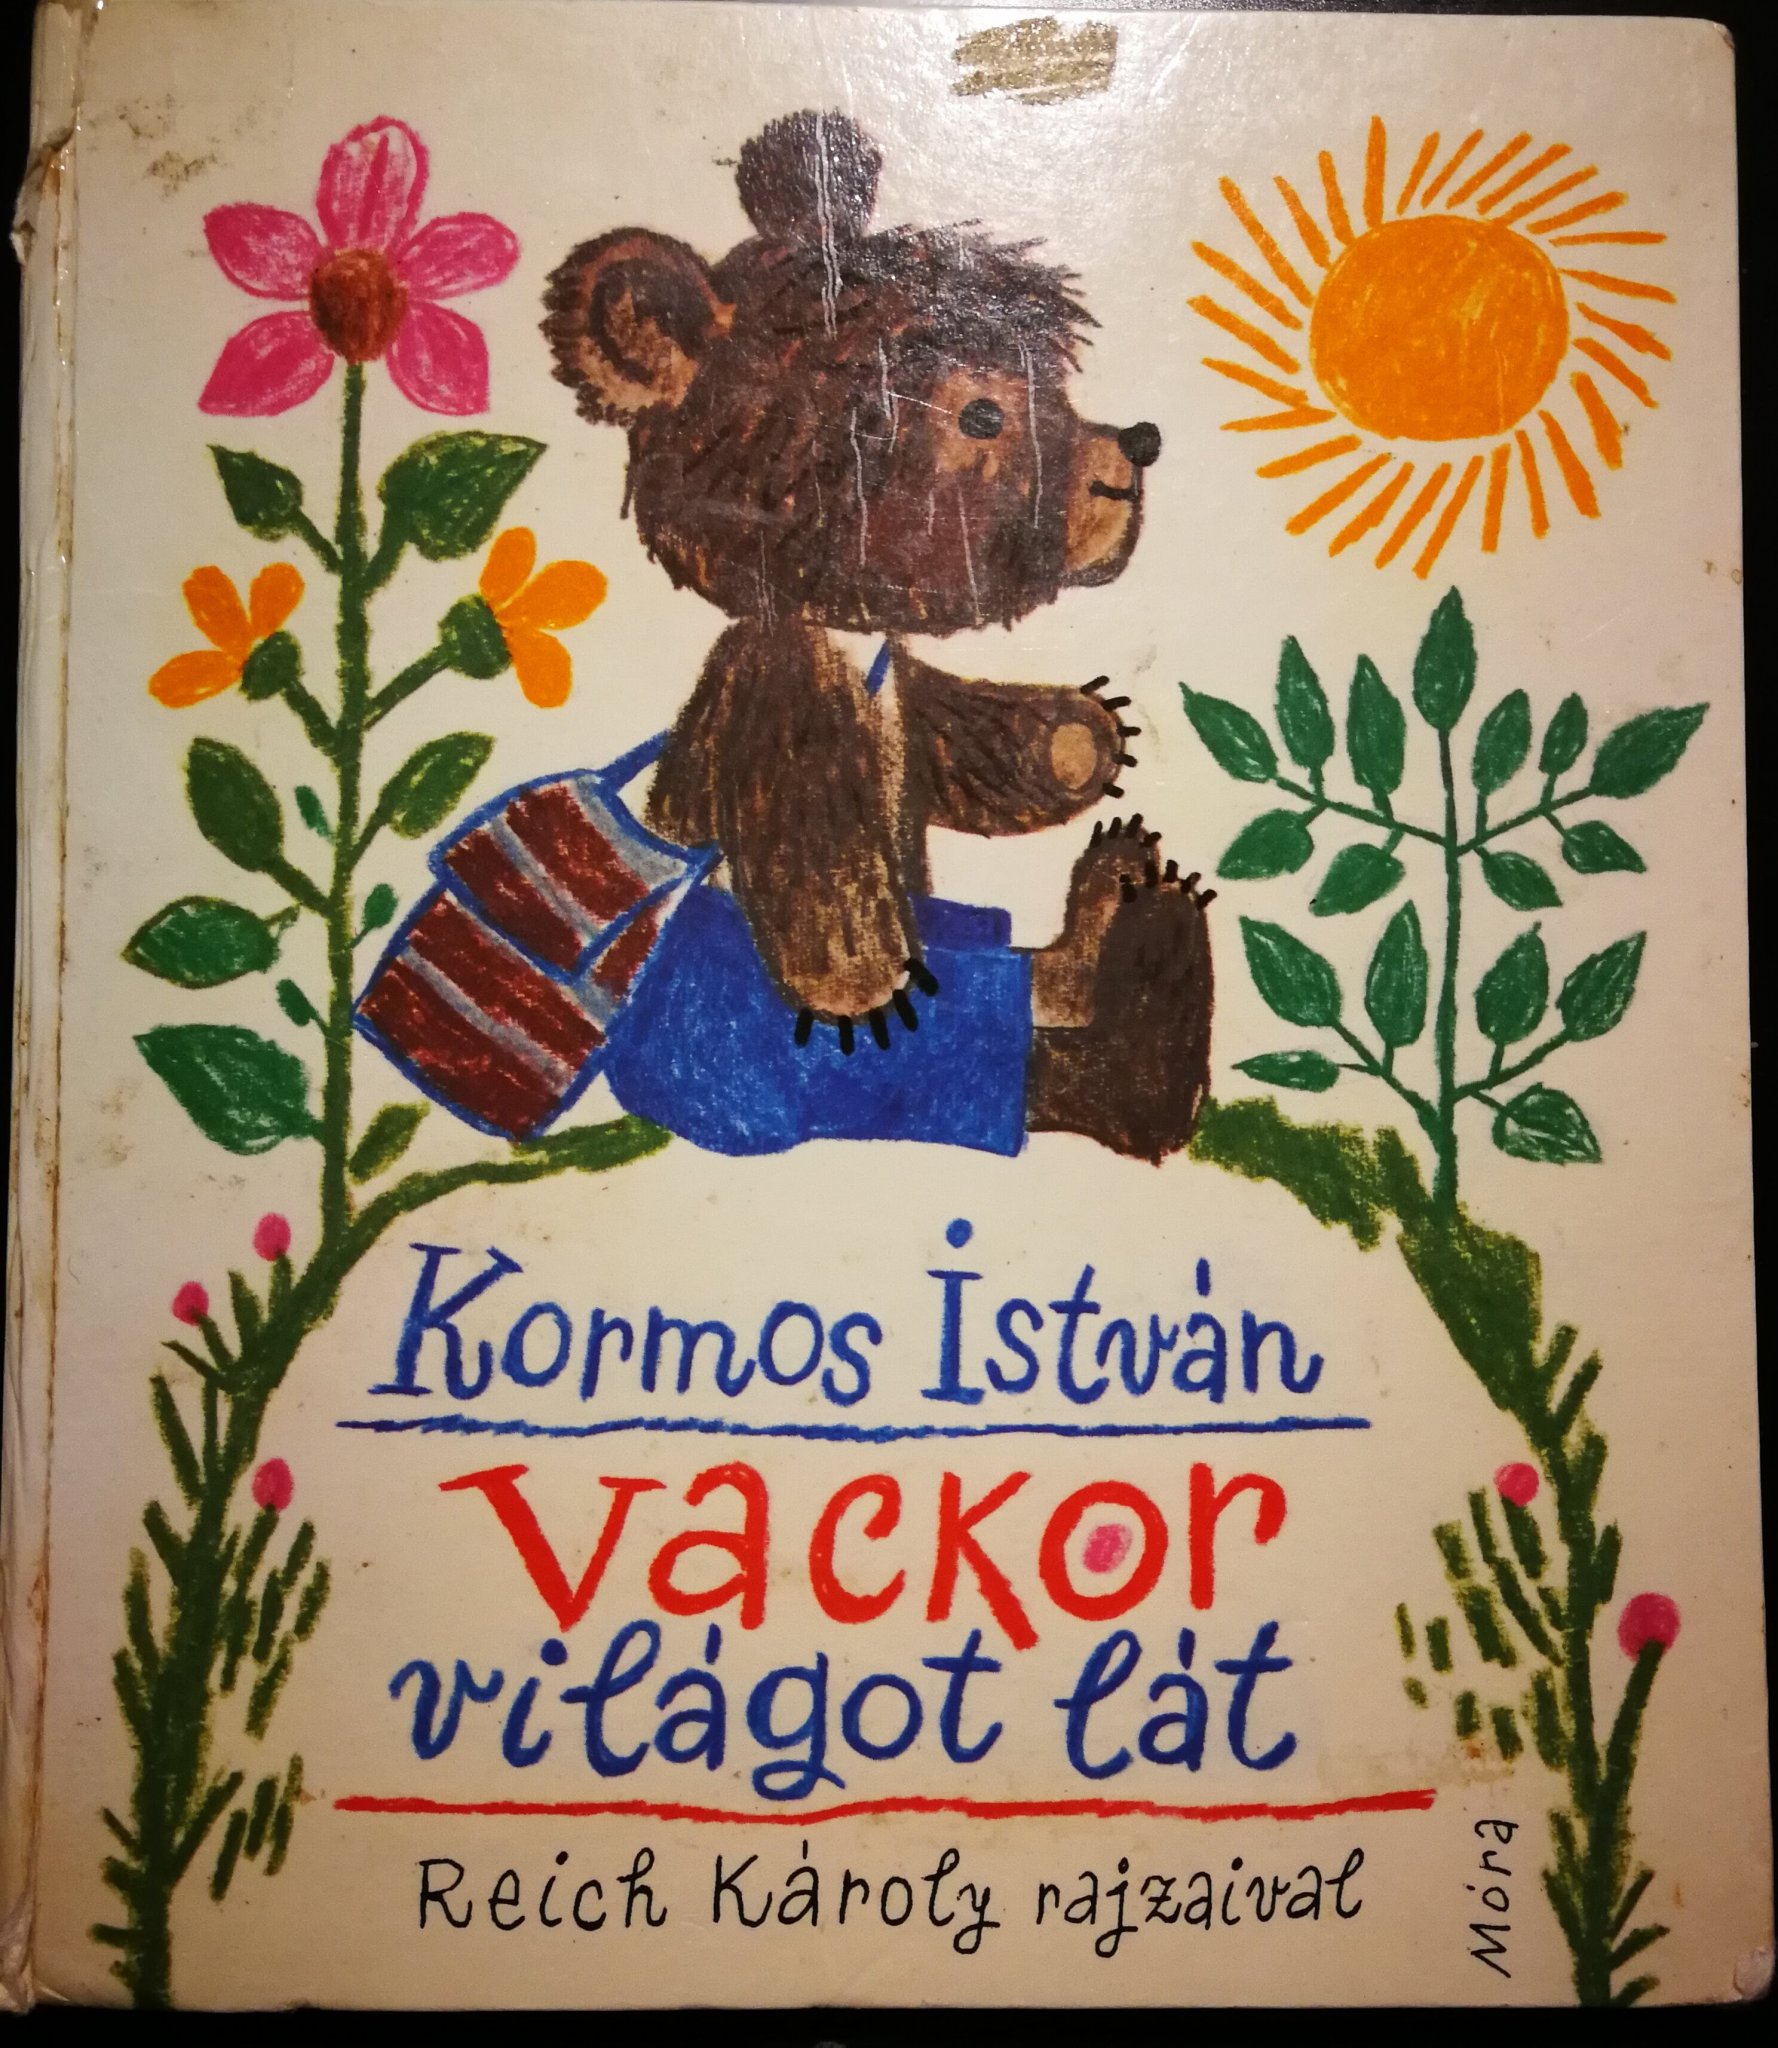 Kormos István
Vackor
világot lát
Reich Károly rajzaival
Móra